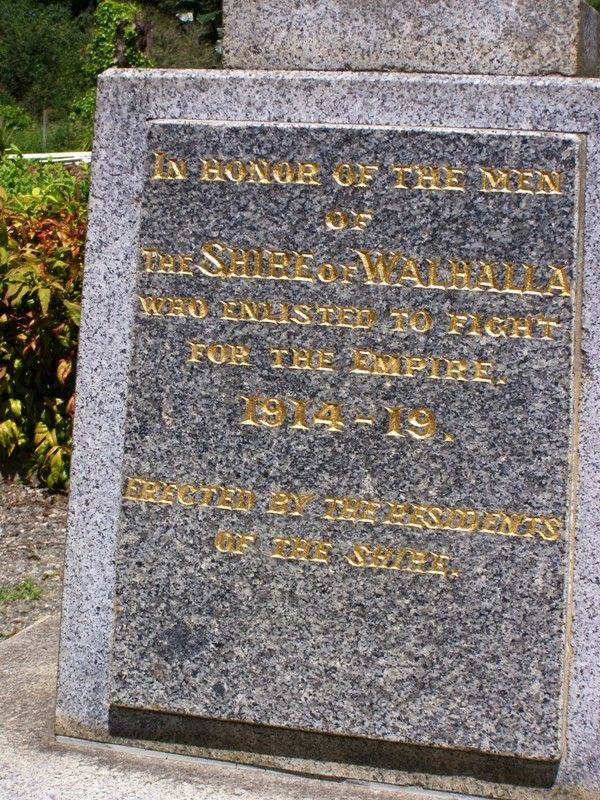 IN HONOR OF THE MEN
OF
THE SHIRE OF WALHALLA
WHO ENLISTED TO FIGHT
FOR THE EMPIRE.
1914-19.
ERECTED BY THE RESIDENTS
OF THE SHIRE.